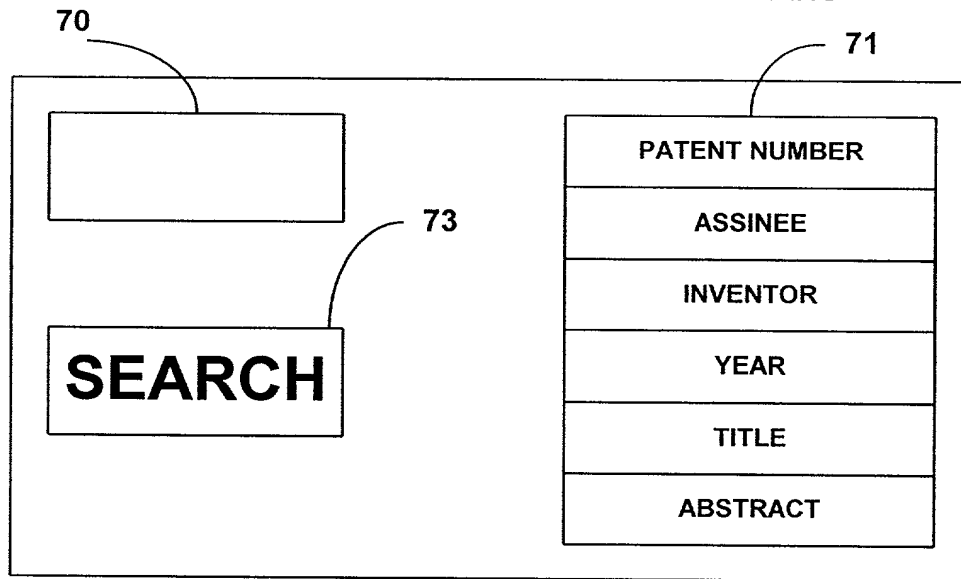 70
71
PATENT NUMBER
73
ASSINEE
INVENTOR
YEAR
SEARCH
TITLE
ABSTRACT